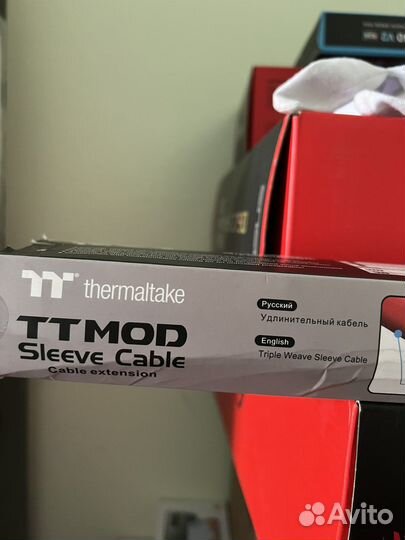 thermaltake
TTMOD
Sleeve Cable
Cable extension
Русский
Удлинительный кабель
English
Triple Weave Sleeve Cable
Avito